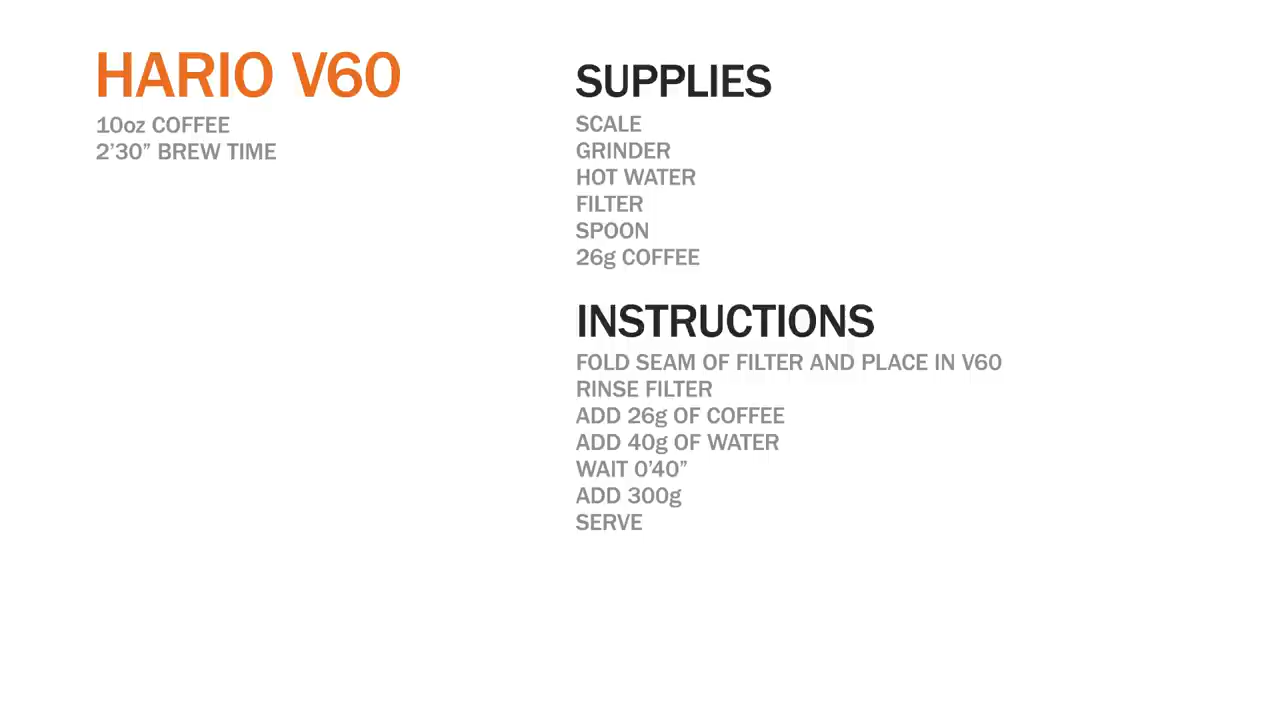 HARIO V60
10oz COFFEE
2’30” BREW TIME
SUPPLIES
SCALE
GRINDER
HOT WATER
FILTER
SPOON
26g COFFEE
INSTRUCTIONS
FOLD SEAM OF FILTER AND PLACE IN V60
RINSE FILTER
ADD 26g OF COFFEE
ADD 40g OF WATER
WAIT 0’40”
ADD 300g
SERVE